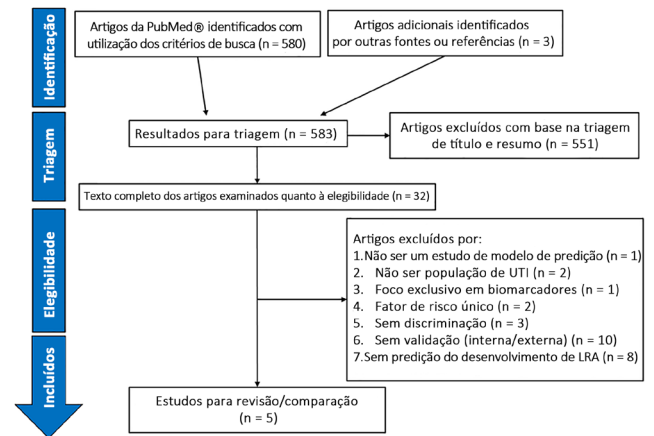 Identificação
Artigos da PubMed® identificados com
utilização dos critérios de busca (n = 580)
Artigos adicionais identificados
por outras fontes ou referências (n = 3)
Triagem
Resultados para triagem (n = 583)
Artigos excluídos com base na triagem
de título e resumo (n = 551)
Texto completo dos artigos examinados quanto à elegibilidade (n = 32)
Elegibilidade
Artigos excluídos por:
1.Não ser um estudo de modelo de predição (n = 1)
2. Não ser população de UTI (n = 2)
3. Foco exclusivo em biomarcadores (n = 1)
4. Fator de risco único (n = 2)
5. Sem discriminação (n = 3)
6. Sem validação (interna/externa) (n = 10)
7.Sem predição do desenvolvimento de LRA (n = 8)
Incluídos
Estudos para revisão/comparação
(n = 5)